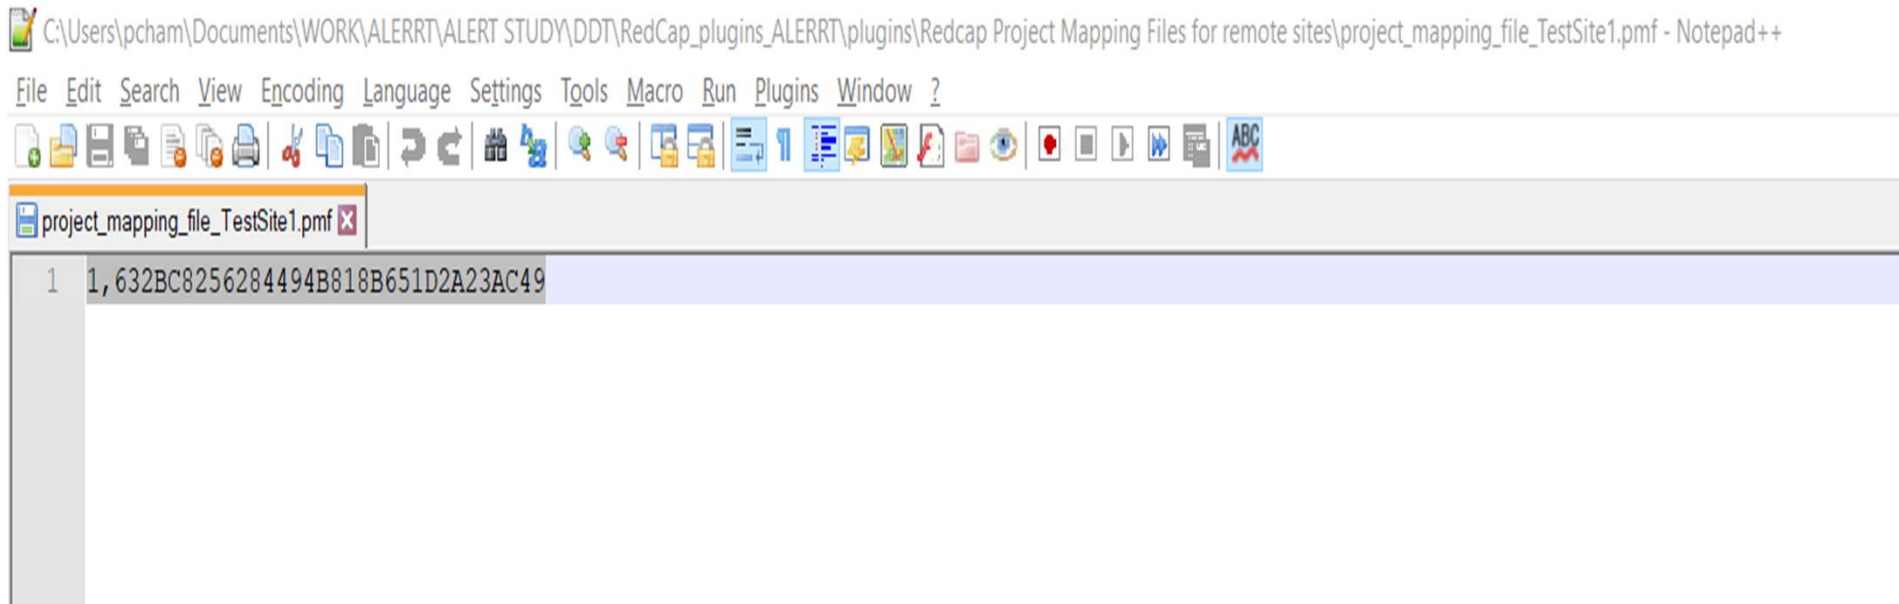 C:\Users\pcham\Documents\WORK\ALERRT\ALERT STUDY\DDT\RedCap_plugins_ALERRT\plugins\Redcap Project Mapping Files for remote sites\project_mapping_file_TestSite1.pmf - Notepad++
File Edit Search View Encoding Language Settings Tools Macro Run Plugins Window ?
ABC
project_mapping_file_TestSite1.pmf
1 1,632BC8256284494B818B651D2A23AC49